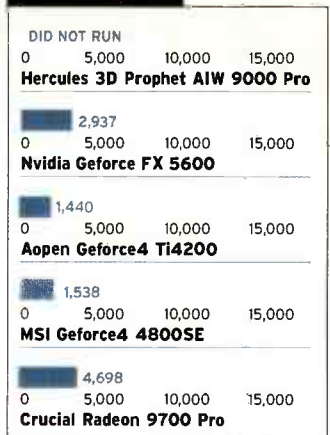 DID NOT RUN
0 5,000 10,000 15,000
Hercules 3D Prophet AIW 9000 Pro
2,937
0 5,000 10,000 15,000
Nvidia Geforce FX 5600
1,440
0 5,000 10,000 15,000
Aopen Geforce4 Ti4200
1,538
0 5,000 10,000 15,000
MSI Geforce4 4800SE
4,698
0 5,000 10,000 15,000
Crucial Radeon 9700 Pro